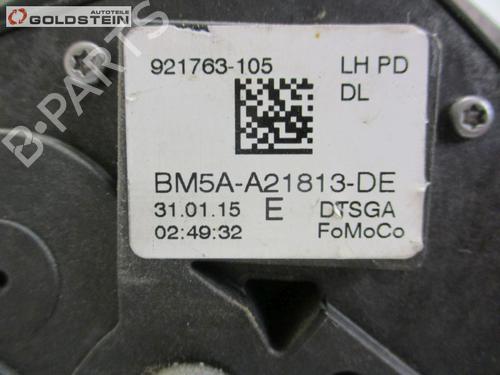 AUTOTEILE
GOLDSTEIN
921763-105 LH PD
DL
BM5A-A21813-DE
31.01.15 E DTSGA
02:49:32 FoMoCo
B-PARTS